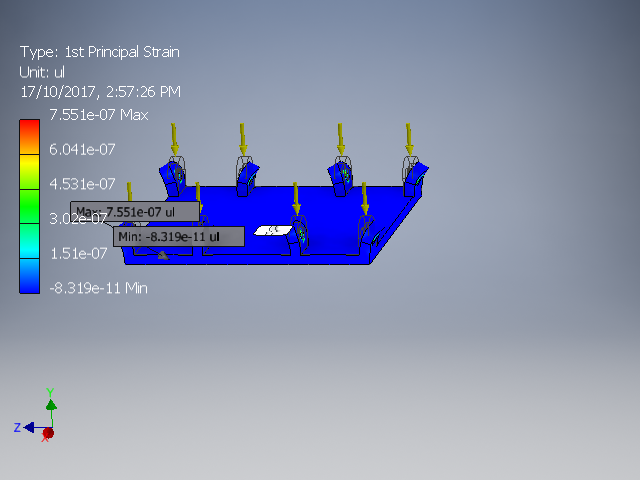 Type: 1st Principal Strain
Unit: ul
17/10/2017, 2:57:26 PM
7.551e-07 Max
6.041e-07
4.531e-07
Max: 7.551e-07 ul
3.02e-07
Min: -8.319e-11 ul
1.51e-07
-8.319e-11 Min
Y
Z
X